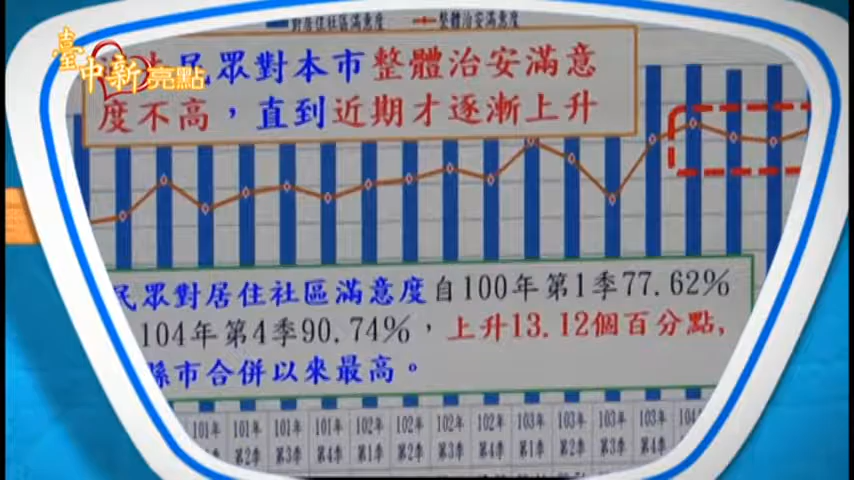 對居住社區滿意度 整體治安滿意度
臺中新亮點
民眾對本市整體治安滿意
度不高，直到近期才逐漸上升
民眾對居住社區滿意度自100年第1季77.62%
104年第4季90.74%，上升13.12個百分點,
縣市合併以來最高。
101年 101年 101年 101年 102年 102年 102年 102年 103年 103年 103年 103年 104
第2季 第3季 第4季 第1季 第2季 第3季 第4季 第1季 第2季 第3季 第4季